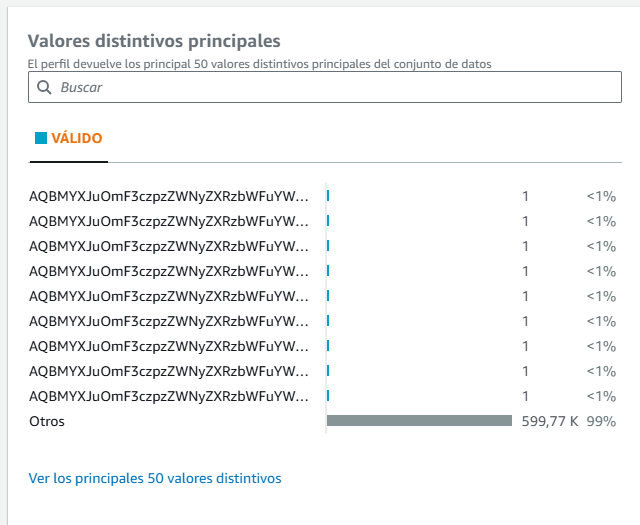 Valores distintivos principales
El perfil devuelve los principal 50 valores distintivos principales del conjunto de datos
Buscar
VÁLIDO
AQBMYXJuOmF3czpzZWNyZXRzbWFuYW... 1 <1%
AQBMYXJuOmF3czpzZWNyZXRzbWFuYW... 1 <1%
AQBMYXJuOmF3czpzZWNyZXRzbWFuYW... 1 <1%
AQBMYXJuOmF3czpzZWNyZXRzbWFuYW... 1 <1%
AQBMYXJuOmF3czpzZWNyZXRzbWFuYW... 1 <1%
AQBMYXJuOmF3czpzZWNyZXRzbWFuYW... 1 <1%
AQBMYXJuOmF3czpzZWNyZXRzbWFuYW... 1 <1%
AQBMYXJuOmF3czpzZWNyZXRzbWFuYW... 1 <1%
AQBMYXJuOmF3czpzZWNyZXRzbWFuYW... 1 <1%
Otros 599,77 K 99%
Ver los principales 50 valores distintivos